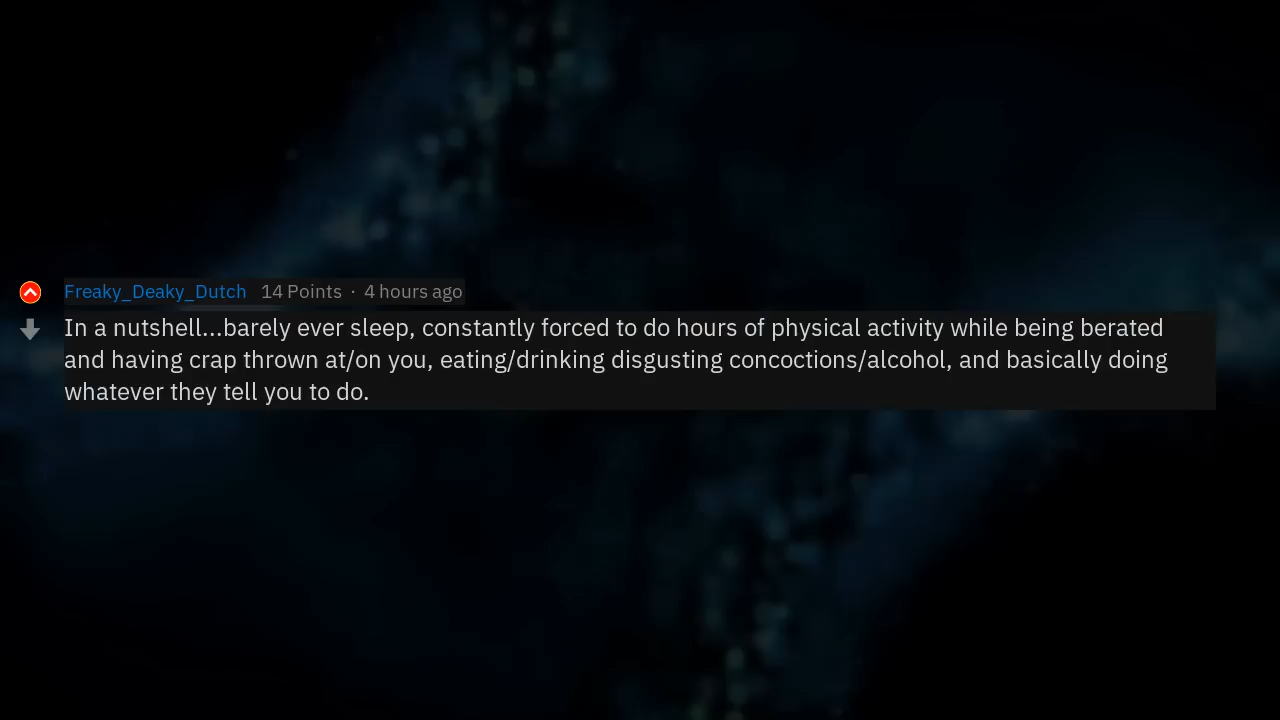 Freaky_Deaky_Dutch 14 Points · 4 hours ago
In a nutshell...barely ever sleep, constantly forced to do hours of physical activity while being berated
and having crap thrown at/on you, eating/drinking disgusting concoctions/alcohol, and basically doing
whatever they tell you to do.